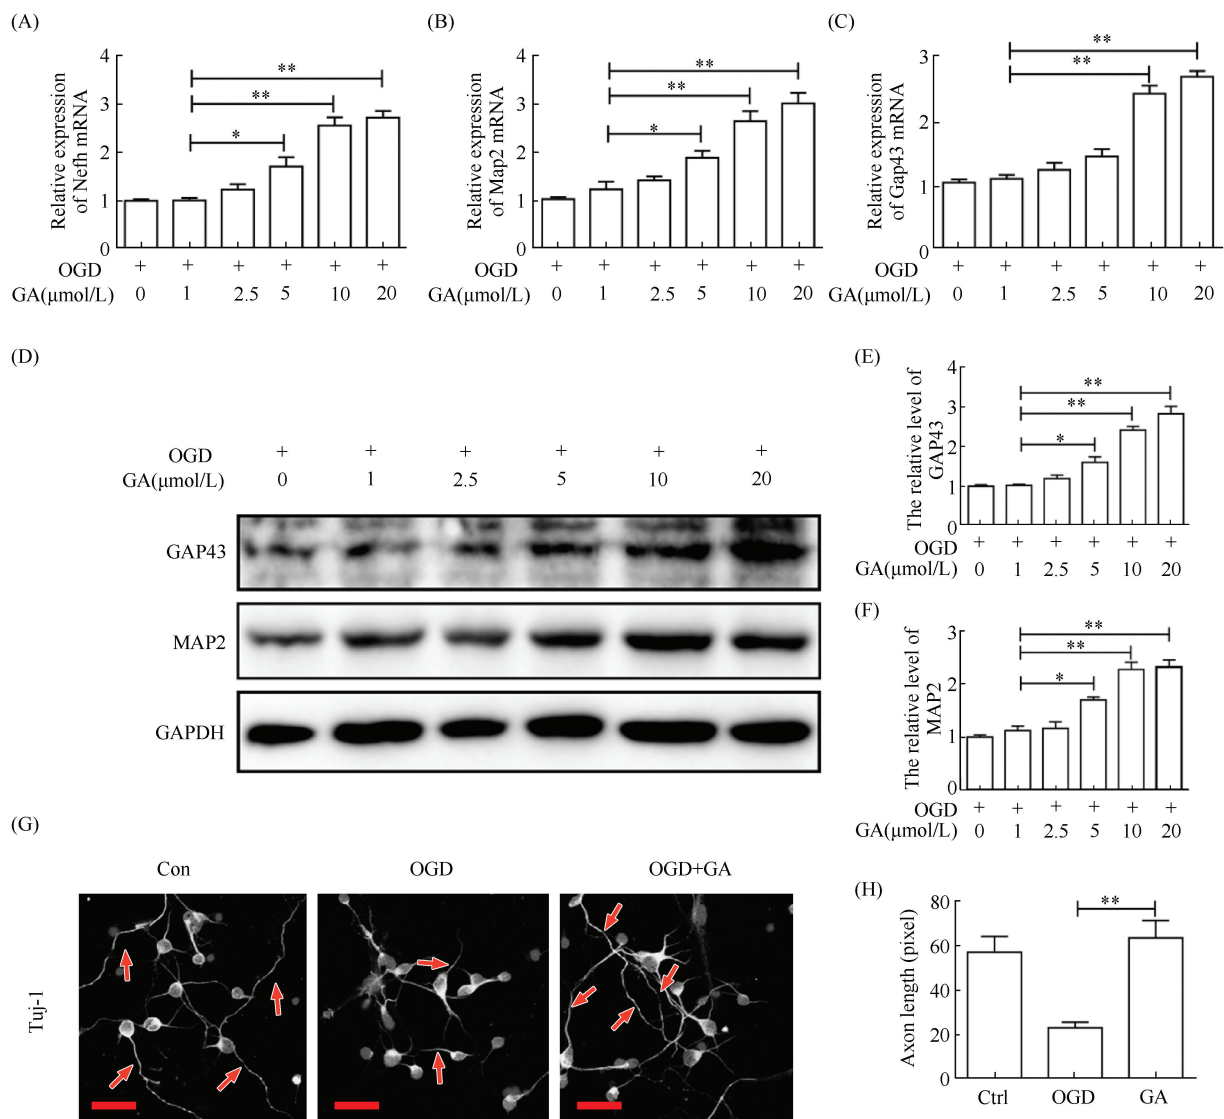 (A)
Relative expression
of Nefh mRNA
4
3
2
1
0
**
**
*
OGD + + + + + +
GA(μmol/L) 0 1 2.5 5 10 20
(B)
Relative expression
of Map2 mRNA
4
3
2
1
0
**
**
*
OGD + + + + + +
GA(μmol/L) 0 1 2.5 5 10 20
(C)
Relative expression
of Gap43 mRNA
3
2
1
0
**
**
OGD + + + + + +
GA(μmol/L) 0 1 2.5 5 10 20
(D)
OGD + + + + + +
GA(μmol/L) 0 1 2.5 5 10 20
GAP43
MAP2
GAPDH
(E)
The relative level of
GAP43
4
3
2
1
0
**
**
*
OGD + + + + + +
GA(μmol/L) 0 1 2.5 5 10 20
(F)
The relative level of
MAP2
3
2
1
0
**
**
*
OGD + + + + + +
GA(μmol/L) 0 1 2.5 5 10 20
(G)
Con OGD OGD+GA
Tuj-1
(H)
Axon length (pixel)
80
60
40
20
0
**
Ctrl OGD GA